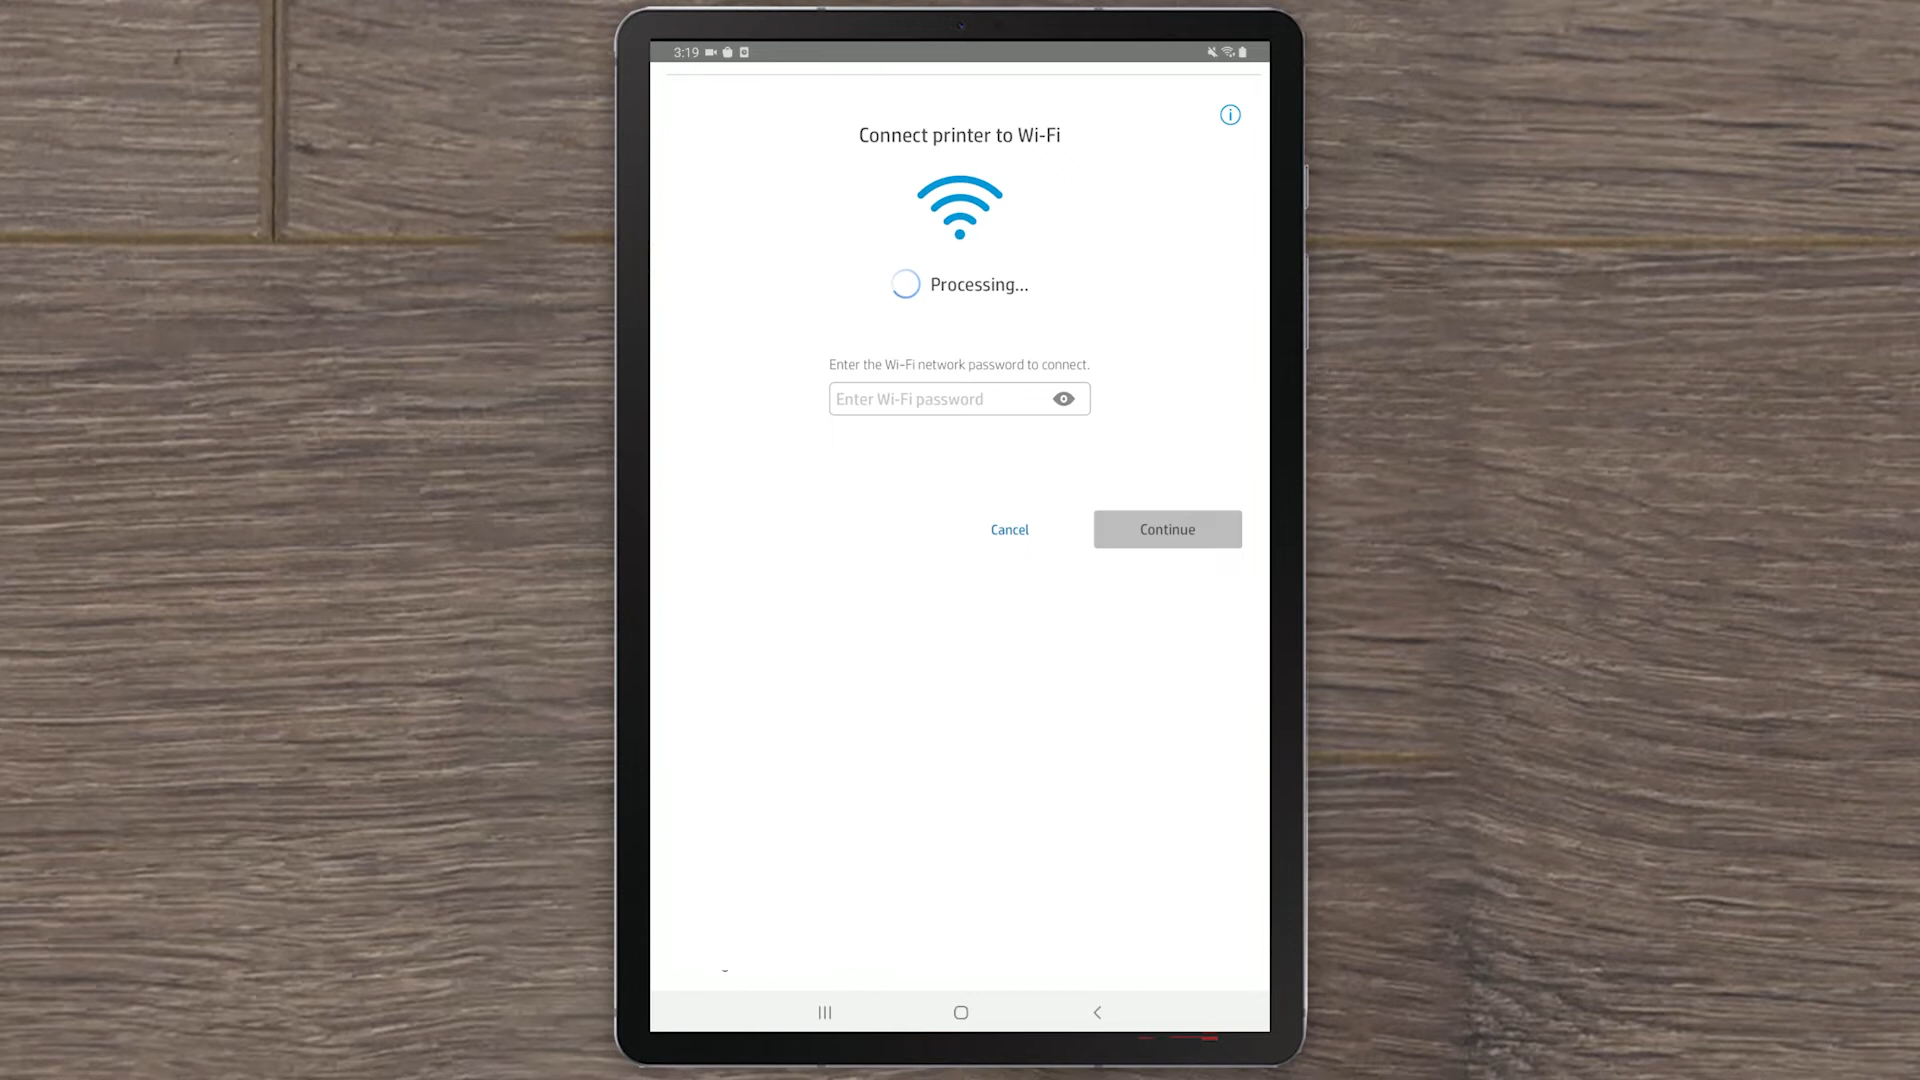 3:19
Connect printer to Wi-Fi
Processing...
Enter the Wi-Fi network password to connect.
Enter Wi-Fi password
Cancel
Continue